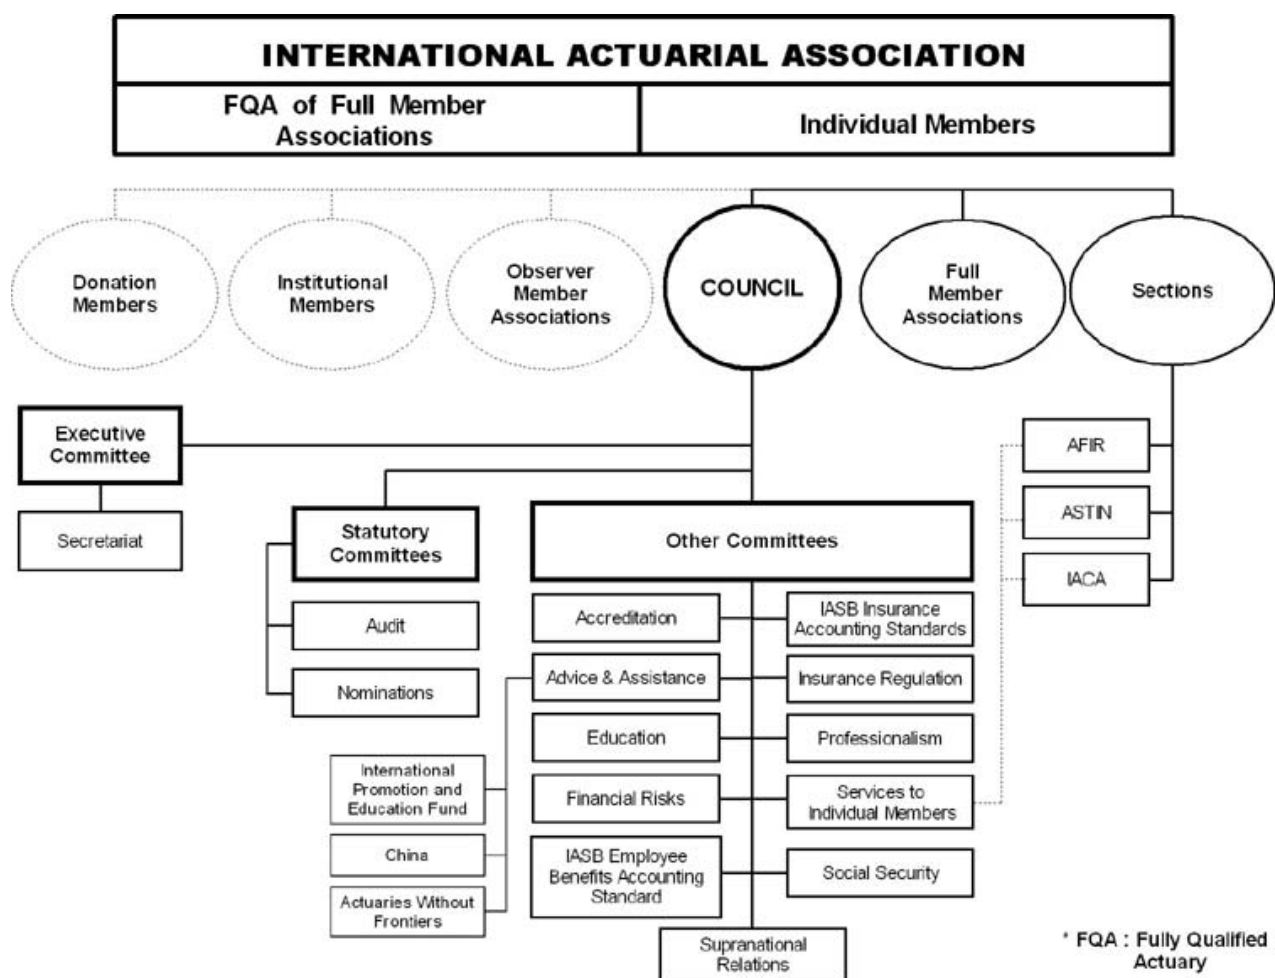 INTERNATIONAL ACTUARIAL ASSOCIATION
FQA of Full Member
Associations
Individual Members
Donation
Members
Institutional
Members
Observer
Member
Associations
COUNCIL
Full
Member
Associations
Sections
Executive
Committee
Secretariat
Statutory
Committees
Audit
Nominations
Other Committees
Accreditation
IASB Insurance
Accounting Standards
Advice & Assistance
Insurance Regulation
Education
Professionalism
Financial Risks
Services to
Individual Members
IASB Employee
Benefits Accounting
Standard
Social Security
Supranational
Relations
International
Promotion and
Education Fund
China
Actuaries Without
Frontiers
AFIR
ASTIN
IACA
* FQA : Fully Qualified
Actuary